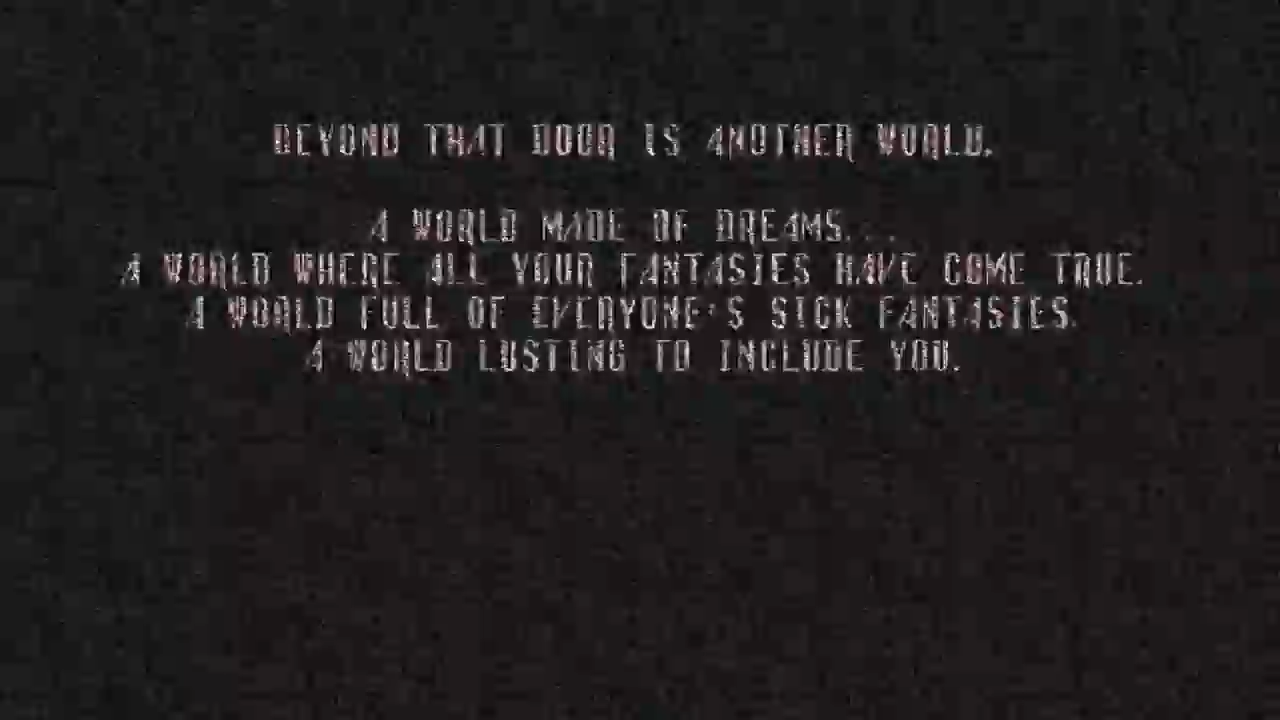 BEYOND THAT DOOR IS ANOTHER WORLD.
A WORLD MADE OF DREAMS...
A WORLD WHERE ALL YOUR FANTASIES HAVE COME TRUE.
A WORLD FULL OF EVERYONE'S SICK FANTASIES.
A WORLD LUSTING TO INCLUDE YOU.